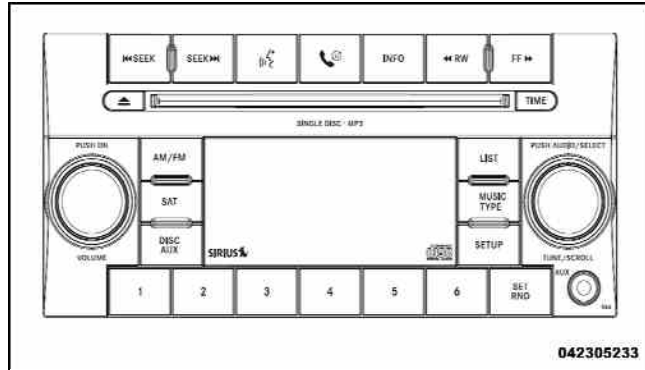 SEEK SEEK INFO RW FF
TIME
SINGLE DISC - MP3
PUSH ON
AM/FM
SAT
DISC
AUX
VOLUME
SIRIUS
LIST
MUSIC
TYPE
SETUP
PUSH AUDIO/SELECT
TUNE/SCROLL
1 2 3 4 5 6 SET
RND
AUX
042305233